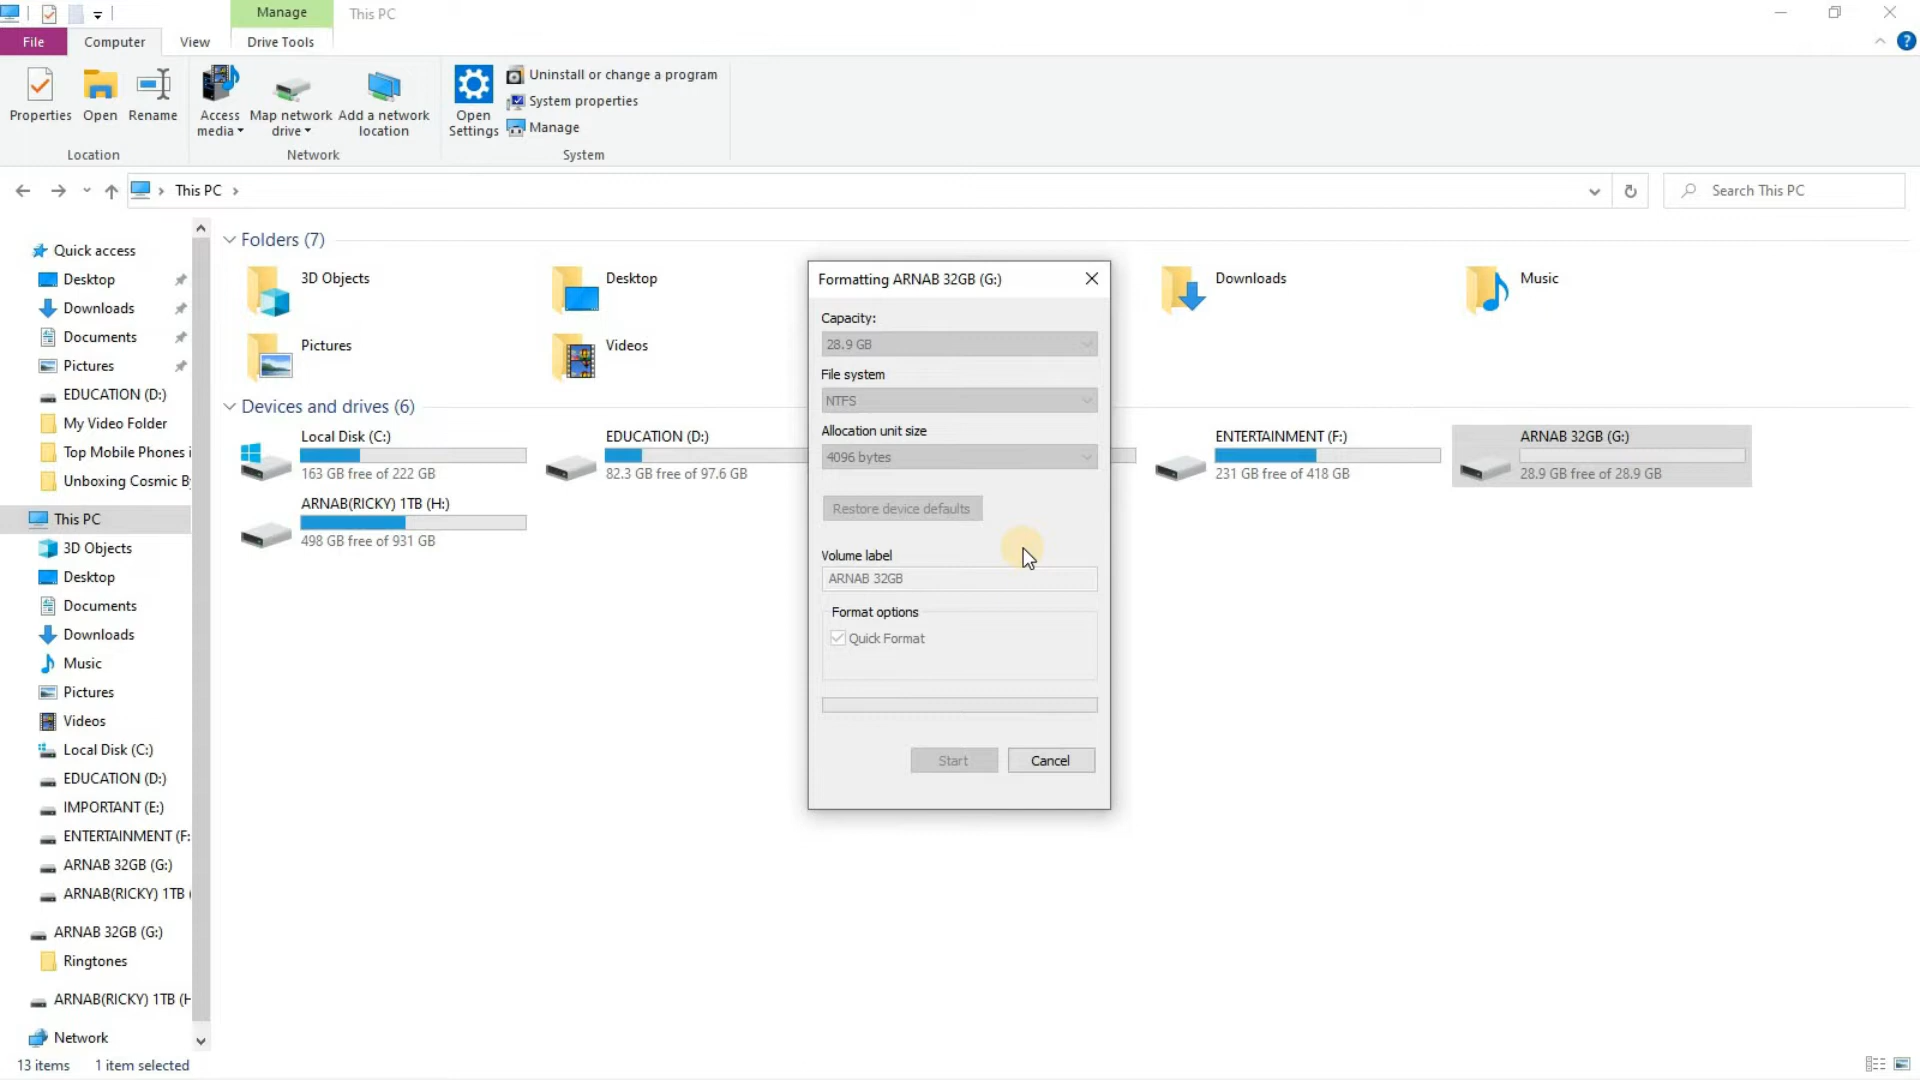 Manage
This PC
File
Computer
View
Drive Tools
Properties
Open
Rename
Access media
Map network drive
Add a network location
Open Settings
Uninstall or change a program
System properties
Manage
Location
Network
System
This PC
Search This PC
Quick access
Desktop
Downloads
Documents
Pictures
EDUCATION (D:)
My Video Folder
Top Mobile Phones i
Unboxing Cosmic B
This PC
3D Objects
Desktop
Documents
Downloads
Music
Pictures
Videos
Local Disk (C:)
EDUCATION (D:)
IMPORTANT (E:)
ENTERTAINMENT (F:
ARNAB 32GB (G:)
ARNAB(RICKY) 1TB (
ARNAB 32GB (G:)
Ringtones
ARNAB(RICKY) 1TB (H
Network
Folders (7)
3D Objects
Desktop
Downloads
Music
Pictures
Videos
Devices and drives (6)
Local Disk (C:)
163 GB free of 222 GB
EDUCATION (D:)
82.3 GB free of 97.6 GB
ENTERTAINMENT (F:)
231 GB free of 418 GB
ARNAB 32GB (G:)
28.9 GB free of 28.9 GB
ARNAB(RICKY) 1TB (H:)
498 GB free of 931 GB
Formatting ARNAB 32GB (G:)
Capacity:
28.9 GB
File system
NTFS
Allocation unit size
4096 bytes
Restore device defaults
Volume label
ARNAB 32GB
Format options
Quick Format
Start
Cancel
13 items
1 item selected